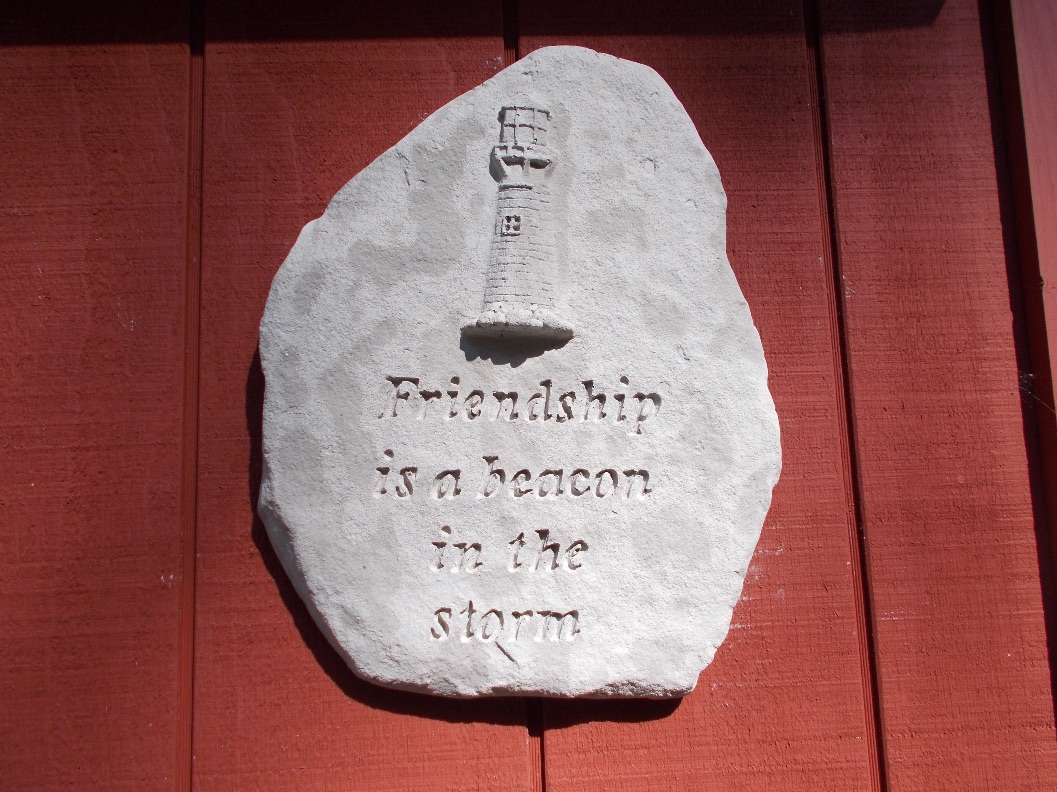 Friendship
is a beacon
in the
storm